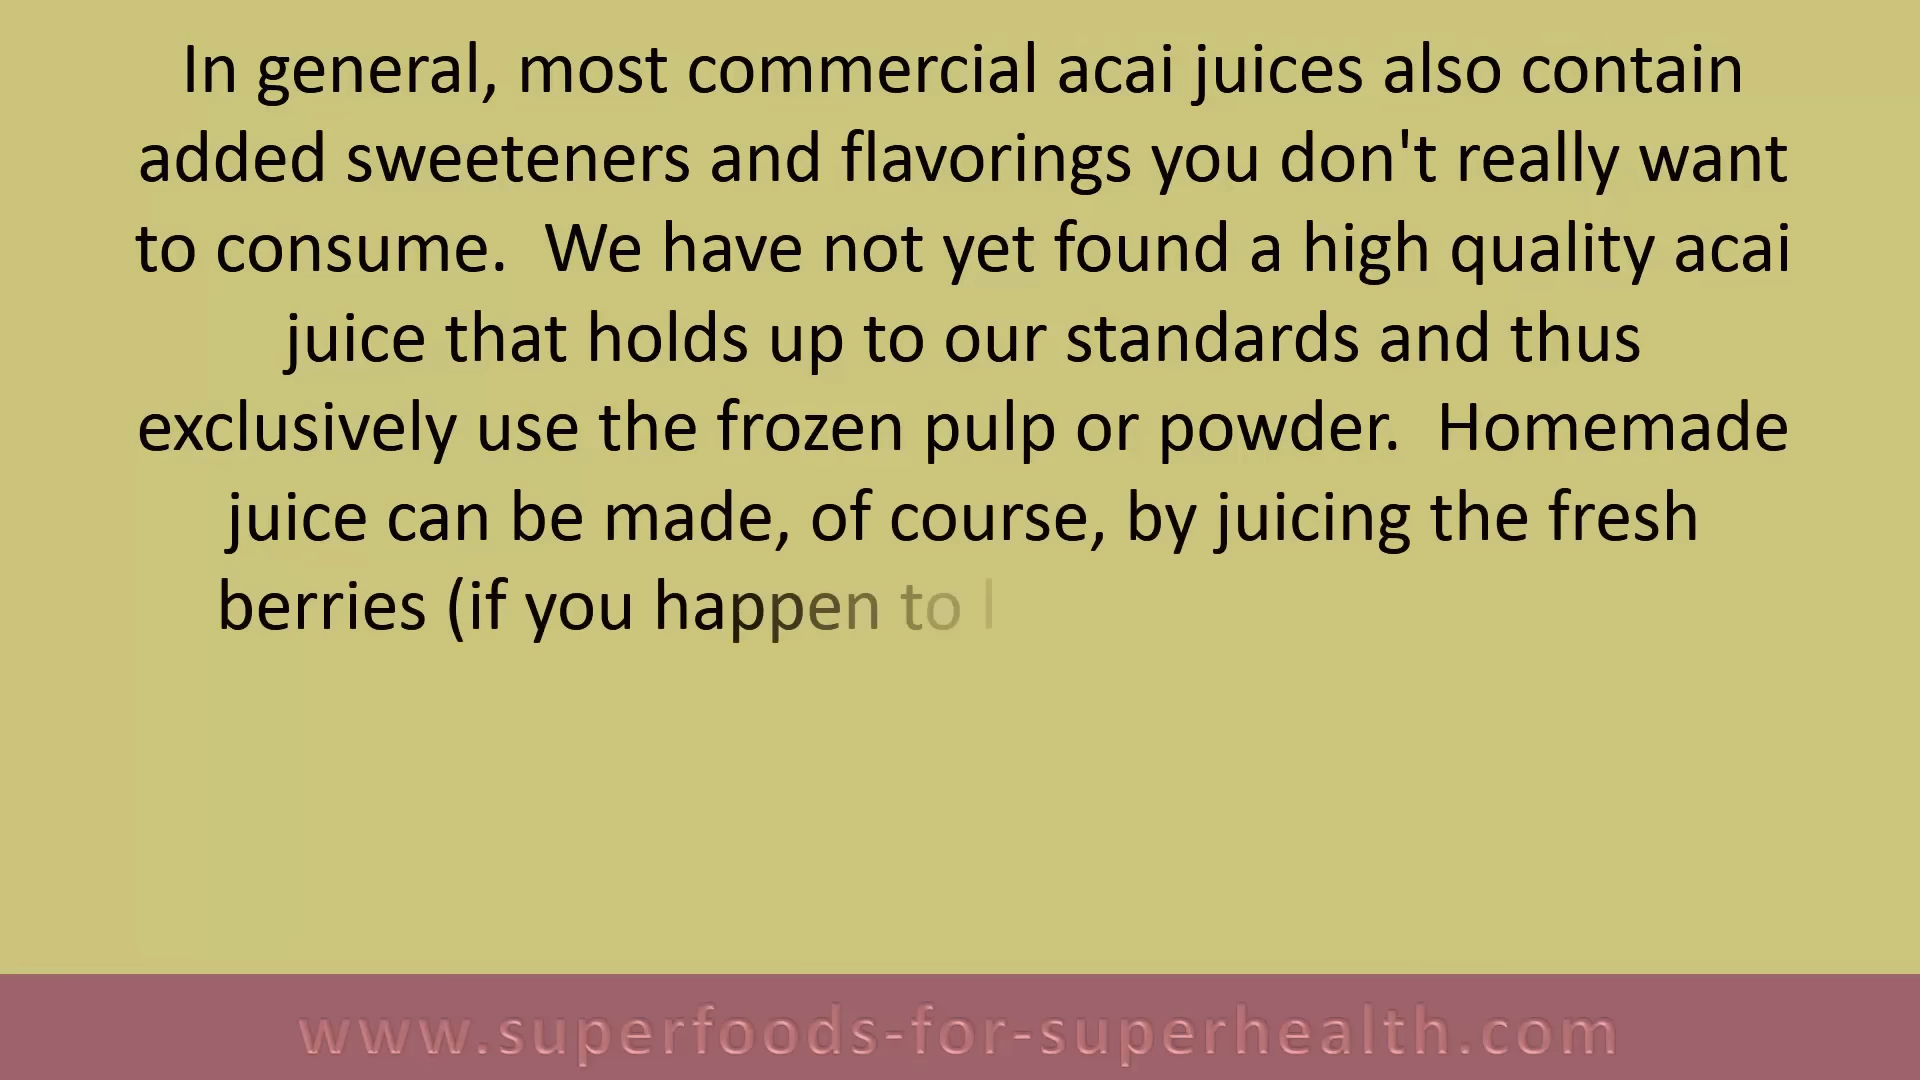 In general, most commercial acai juices also contain
added sweeteners and flavorings you don't really want
to consume.  We have not yet found a high quality acai
juice that holds up to our standards and thus
exclusively use the frozen pulp or powder.  Homemade
juice can be made, of course, by juicing the fresh
berries (if you happen to l
www.superfoods-for-superhealth.com